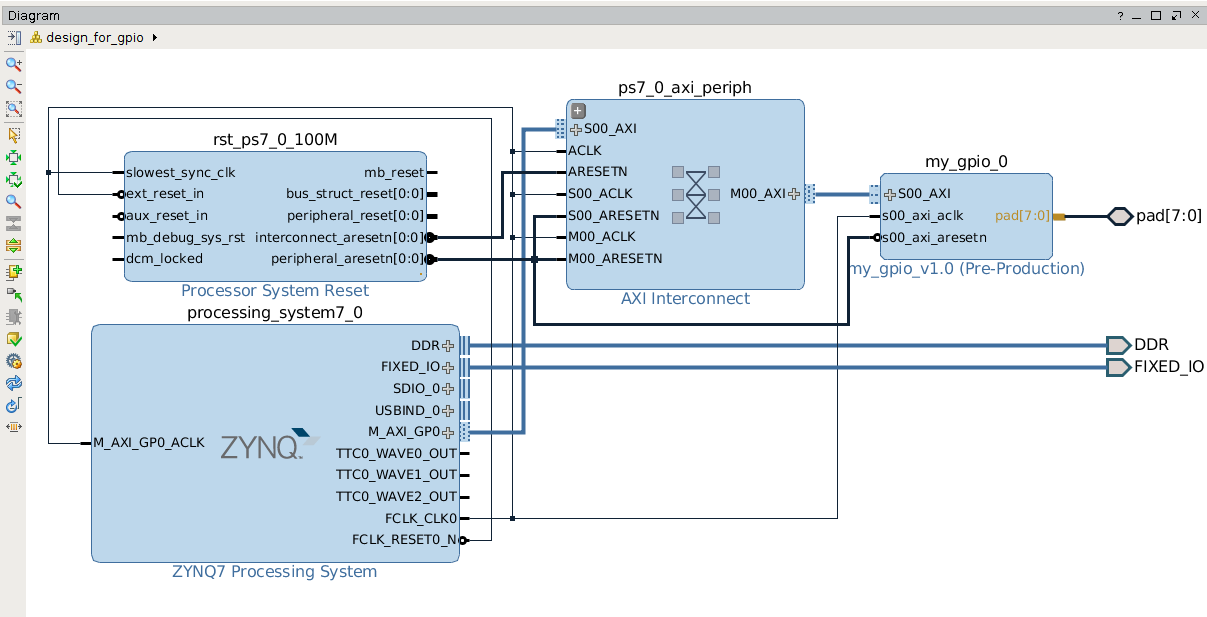 Diagram
?
design_for_gpio
ps7_0_axi_periph
S00_AXI
ACLK
ARESETN
S00_ACLK
S00_ARESETN
M00_ACLK
M00_ARESETN
M00_AXI
AXI Interconnect
rst_ps7_0_100M
slowest_sync_clk
ext_reset_in
aux_reset_in
mb_debug_sys_rst
dcm_locked
mb_reset
bus_struct_reset[0:0]
peripheral_reset[0:0]
interconnect_aresetn[0:0]
peripheral_aresetn[0:0]
Processor System Reset
my_gpio_0
S00_AXI
s00_axi_aclk
s00_axi_aresetn
pad[7:0]
my_gpio_v1.0 (Pre-Production)
pad[7:0]
processing_system7_0
M_AXI_GP0_ACLK
ZYNQ
DDR
FIXED_IO
SDIO_0
USBIND_0
M_AXI_GP0
TTC0_WAVE0_OUT
TTC0_WAVE1_OUT
TTC0_WAVE2_OUT
FCLK_CLK0
FCLK_RESET0_N
ZYNQ7 Processing System
DDR
FIXED_IO